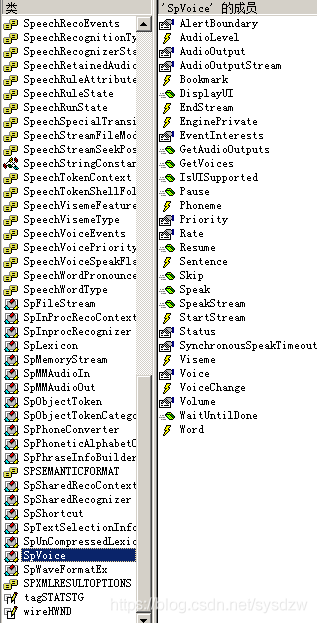 类
SpeechRecoEvents
SpeechRecognitionTy
SpeechRecognizerSta
SpeechRetainedAudio
SpeechRuleAttribute
SpeechRuleState
SpeechRunState
SpeechSpecialTransi
SpeechStreamFileMod
SpeechStreamSeekPos
SpeechStringConstan
SpeechTokenContext
SpeechTokenShellFol
SpeechVisemeFeature
SpeechVisemeType
SpeechVoiceEvents
SpeechVoicePriority
SpeechVoiceSpeakFl
SpeechWordPronounce
SpeechWordType
SpFileStream
SpInProcRecoContext
SpInprocRecognizer
SpLexicon
SpMemoryStream
SpMMAudioIn
SpMMAudioOut
SpObjectToken
SpObjectTokenCatego
SpPhoneConverter
SpPhoneticAlphabetC
SpPhraseInfoBuilder
SPSEMANTICFORMAT
SpSharedRecoContext
SpSharedRecognizer
SpShortcut
SpTextSelectionInfo
SpUnCompressedLexic
SpVoice
SpWaveFormatEx
SPXMLRESULTOPTIONS
tagSTATSTG
wireHWND
'SpVoice' 的成员
AlertBoundary
AudioLevel
AudioOutput
AudioOutputStream
Bookmark
DisplayUI
EndStream
EnginePrivate
EventInterests
GetAudioOutputs
GetVoices
IsUISupported
Pause
Phoneme
Priority
Rate
Resume
Sentence
Skip
Speak
SpeakStream
StartStream
Status
SynchronousSpeakTimeout
Viseme
Voice
VoiceChange
Volume
WaitUntilDone
Word
https://blog.csdn.net/sysdzw